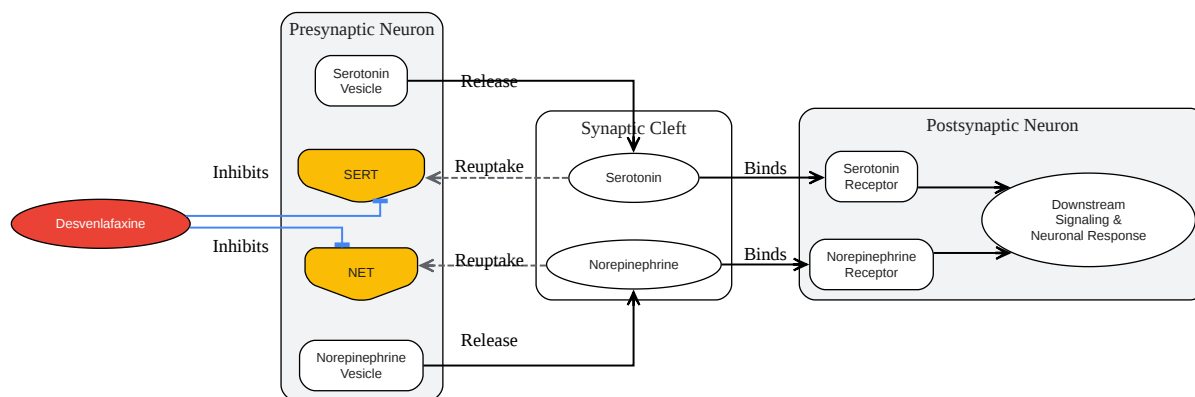 Presynaptic Neuron
Serotonin
Vesicle
Release
Synaptic Cleft
Postsynaptic Neuron
Inhibits
SERT
Reuptake
Serotonin
Binds
Serotonin
Receptor
Desvenlafaxine
Downstream
Signaling &
Neuronal Response
Inhibits
NET
Reuptake
Norepinephrine
Binds
Norepinephrine
Receptor
Release
Norepinephrine
Vesicle